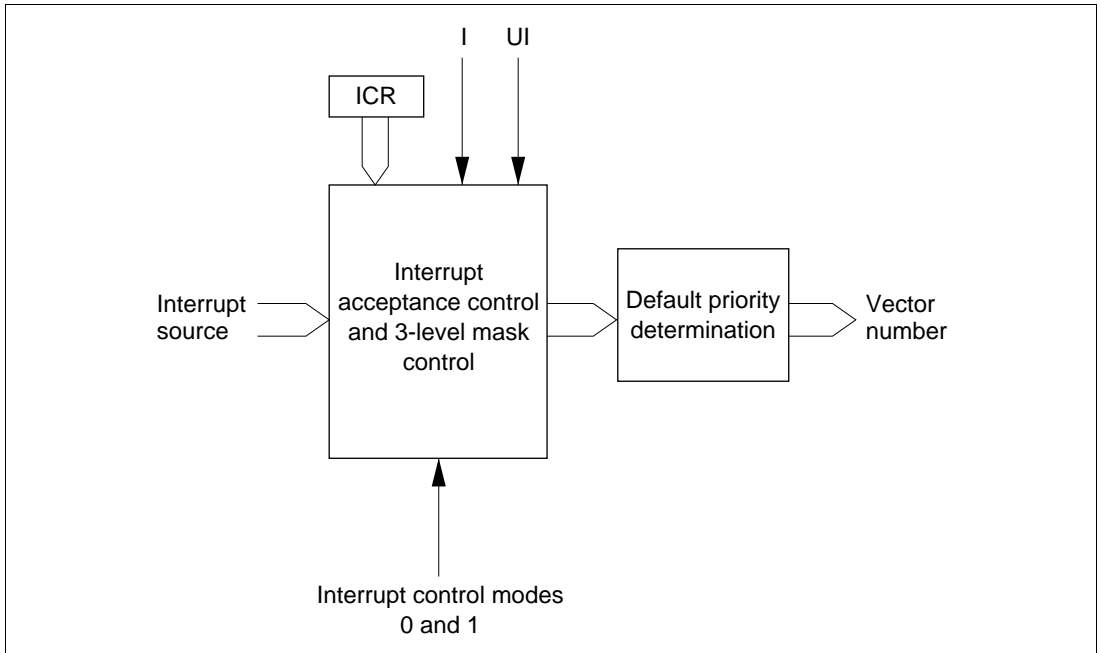 I
UI
ICR
Interrupt
acceptance control
and 3-level mask
control
Interrupt
source
Default priority
determination
Vector
number
Interrupt control modes
0 and 1